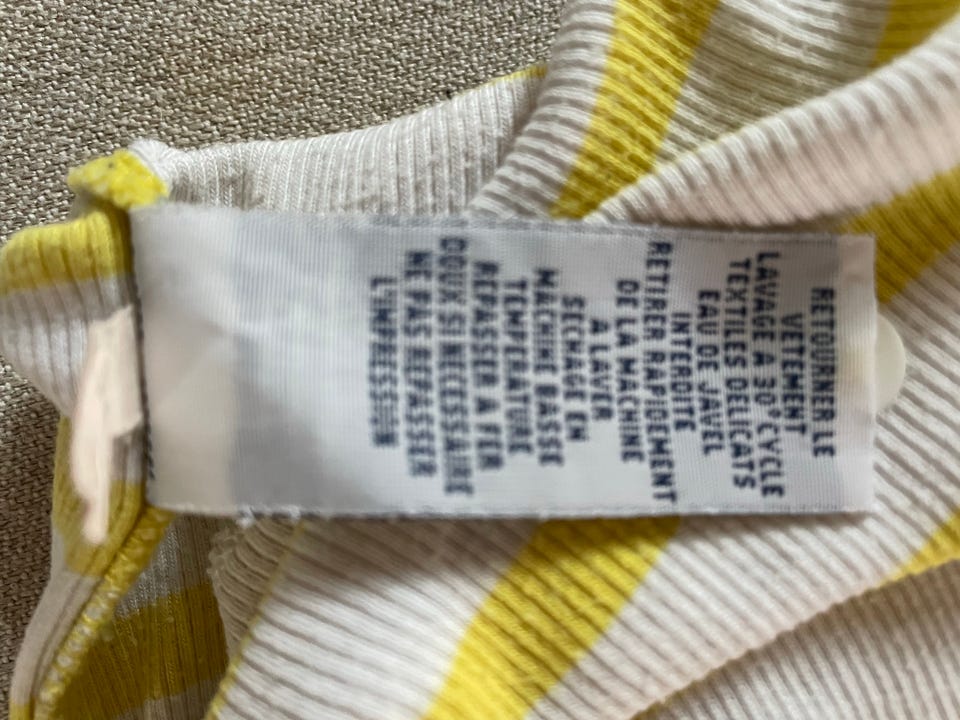 RETOURNER LE
VETEMENT
LAVAGE A 30° CYCLE
TEXTILES DELICATS
EAU DE JAVEL
INTERDITE
RETIRER RAPIDEMENT
DE LA MACHINE
A LAVER
SECHAGE EN
MACHINE BASSE
TEMPERATURE
REPASSER A FER
DOUX SI NECESSAIRE
NE PAS REPASSER
L'IMPRESSION